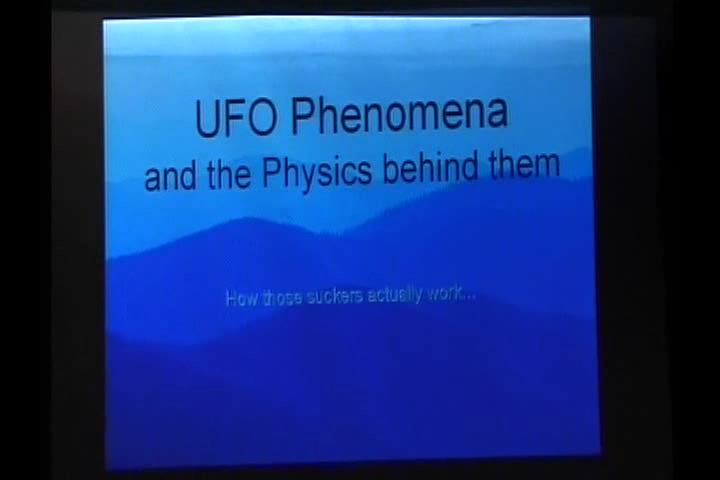 UFO Phenomena
and the Physics behind them
How those suckers actually work...